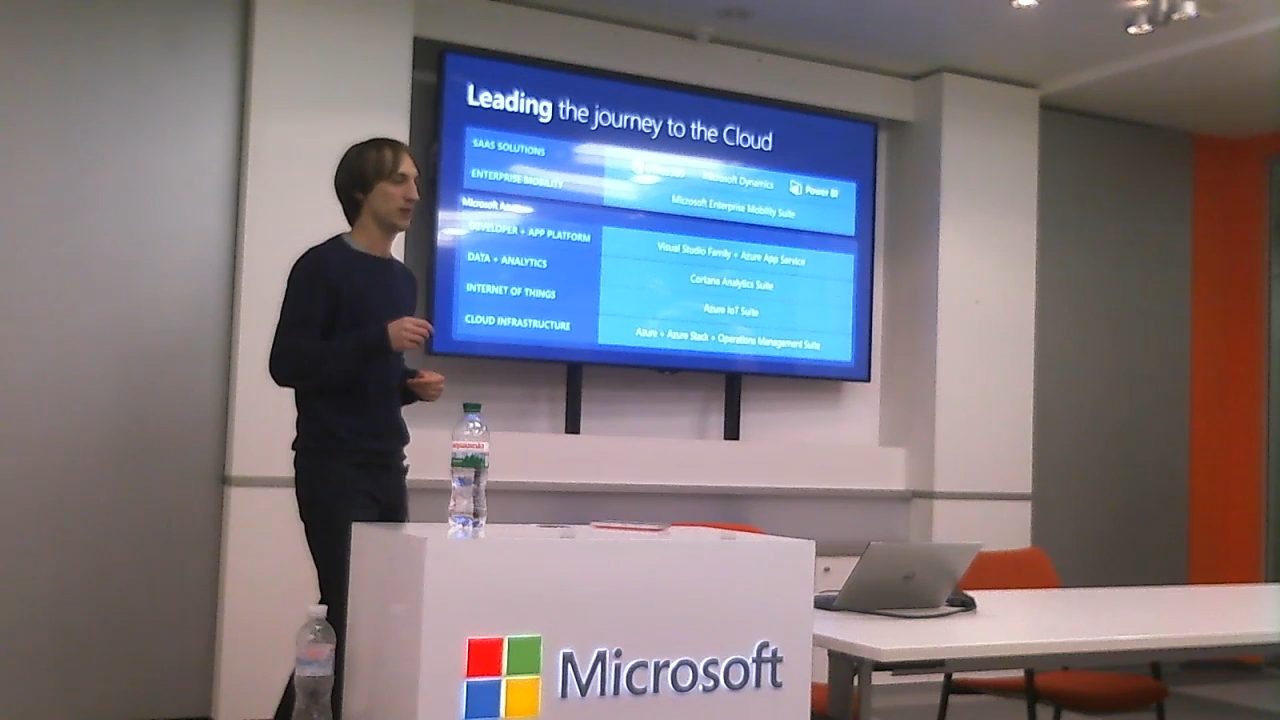 Leading the journey to the Cloud
SAAS SOLUTIONS
Microsoft Dynamics
Power BI
ENTERPRISE MOBILITY
Microsoft Enterprise Mobility Suite
Microsoft
DEVELOPER + APP PLATFORM
Visual Studio Family + Azure App Service
DATA + ANALYTICS
Cortana Analytics Suite
INTERNET OF THINGS
Azure IoT Suite
CLOUD INFRASTRUCTURE
Azure + Azure Stack + Operations Management Suite
Microsoft